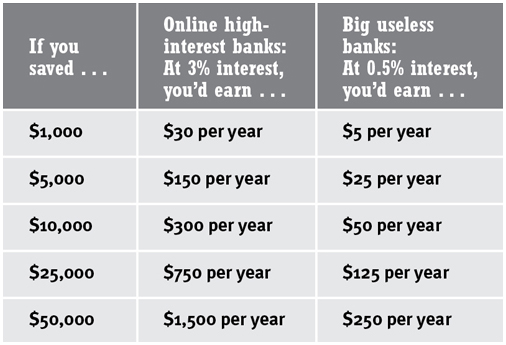 If you
saved . . .
Online high-
interest banks:
At 3% interest,
you'd earn . . .
Big useless
banks:
At 0.5% interest,
you'd earn . . .
$1,000
$30 per year
$5 per year
$5,000
$150 per year
$25 per year
$10,000
$300 per year
$50 per year
$25,000
$750 per year
$125 per year
$50,000
$1,500 per year
$250 per year